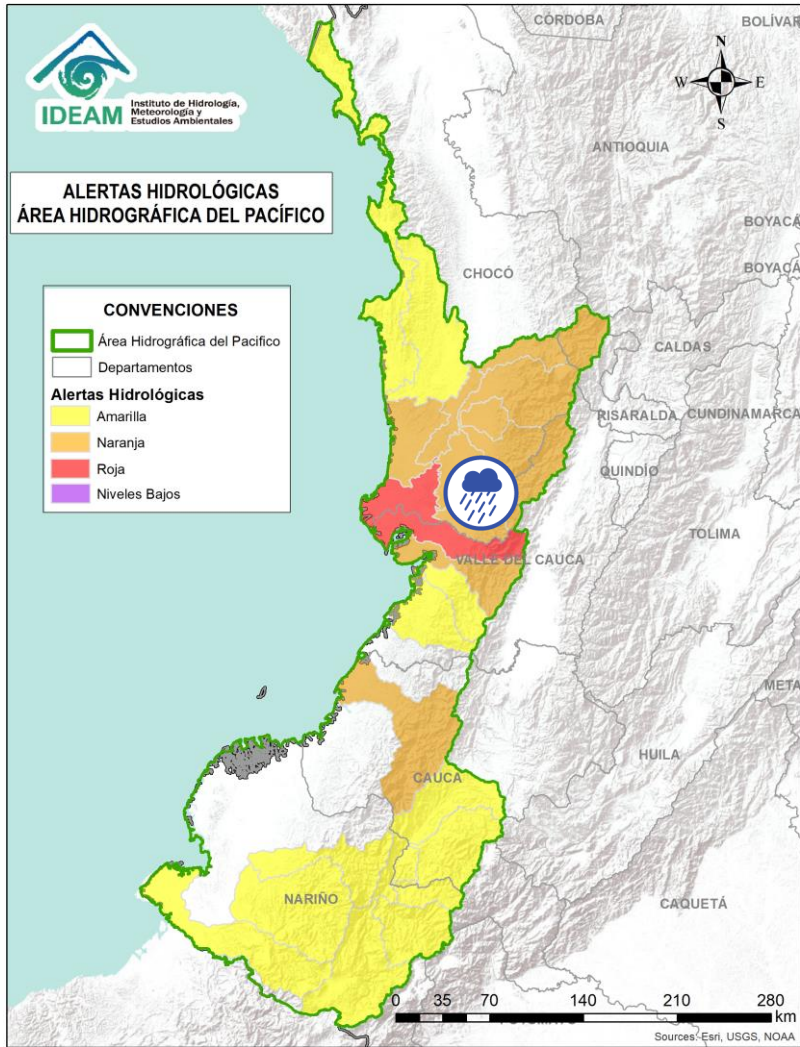 CÓRDOBA
BOLÍVAR
N
W E
S
IDEAM Instituto de Hidrología,
Meteorología y
Estudios Ambientales
ANTIOQUIA
ALERTAS HIDROLÓGICAS
ÁREA HIDROGRÁFICA DEL PACÍFICO
BOYACÁ
CHOCÓ
BOYACÁ
CONVENCIONES
Área Hidrográfica del Pacifico
Departamentos
Alertas Hidrológicas
Amarilla
Naranja
Roja
Niveles Bajos
CALDAS
RISARALDA
CUNDINAMARCA
QUINDÍO
TOLIMA
VALLE DEL CAUCA
META
HUILA
CAUCA
NARIÑO
CAQUETÁ
0 35 70 140 210 280
km
Sources: Esri, USGS, NOAA